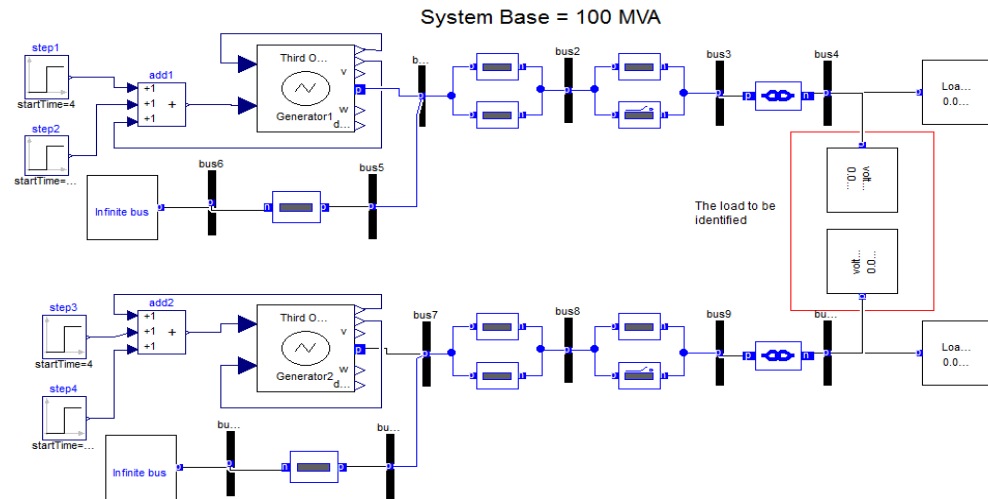 System Base = 100 MVA
step1
startTime=4
step2
startTime=...
add1
+1
+1
+1
+
Third O...
v
p
w
d...
Generator1
b...
p
p
n
p
n
bus2
p
p
n
p
n
bus3
p
p
n
bus4
p
p
Loa...
0.0...
bus6
p
Infinite bus
p
n
p
bus5
p
The load to be
identified
p
volt...
0.0...
volt...
0.0...
p
step3
startTime=4
step4
startTime=...
add2
+1
+1
+1
+
Third O...
v
p
w
d...
Generator2
bus7
p
p
n
p
n
bus8
p
p
n
p
n
bus9
p
p
n
bu...
p
p
Loa...
0.0...
bu...
p
Infinite bus
p
n
p
bu...
p